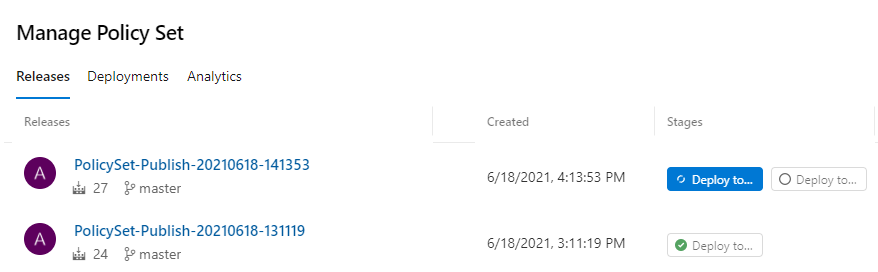 Manage Policy Set
Releases Deployments Analytics
Releases Created Stages
A PolicySet-Publish-20210618-141353 6/18/2021, 4:13:53 PM Deploy to... Deploy to...
27 master
A PolicySet-Publish-20210618-131119 6/18/2021, 3:11:19 PM Deploy to...
24 master